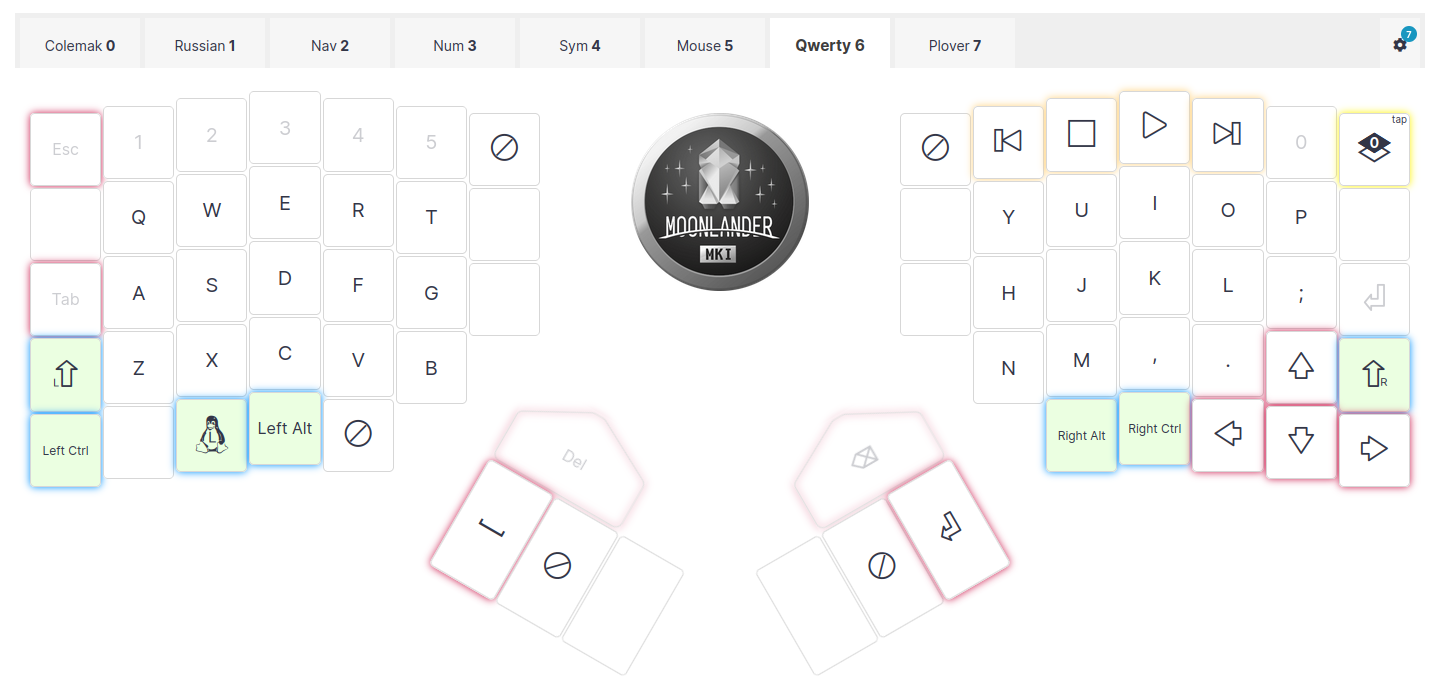 Colemak 0 Russian 1 Nav 2 Num 3 Sym 4 Mouse 5 Qwerty 6 Plover 7 7
Esc 1 2 3 4 5 0 0 tap
Q W E R T Y U I O P
MOONLANDER
MKI
Tab A S D F G H J K L ;
L Z X C V B N M , . R
Left Ctrl L Left Alt Right Alt Right Ctrl
Del
[